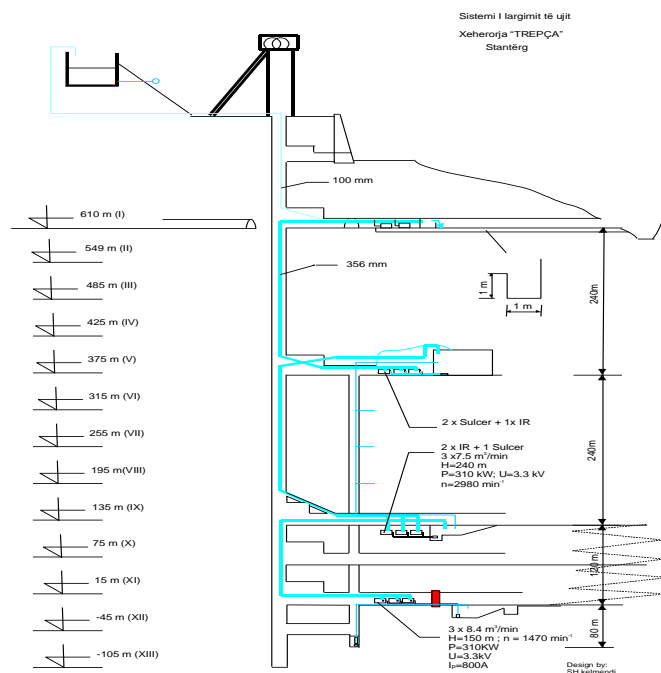 Sistemi I largimit të ujit
Xeherorja "TREPÇA"
Stantërg
100 mm
610 m (I)
549 m (II)
356 mm
485 m (III)
1 m
240m
1 m
425 m (IV)
375 m (V)
315 m (VI)
2 x Sulcer + 1x IR
255 m (VII)
2 x IR + 1 Sulcer
3 x7.5 m³/min
H=240 m
P=310 kW; U=3.3 kV
n=2980 min⁻¹
240m
195 m(VIII)
135 m (IX)
75 m (X)
120 m
15 m (XI)
-45 m (XII)
80 m
3 x 8.4 m³/min
H=150 m ; n = 1470 min⁻¹
P=310KW
U=3.3kV
Iₚ=800A
-105 m (XIII)
Design by:
SH.kelmendi